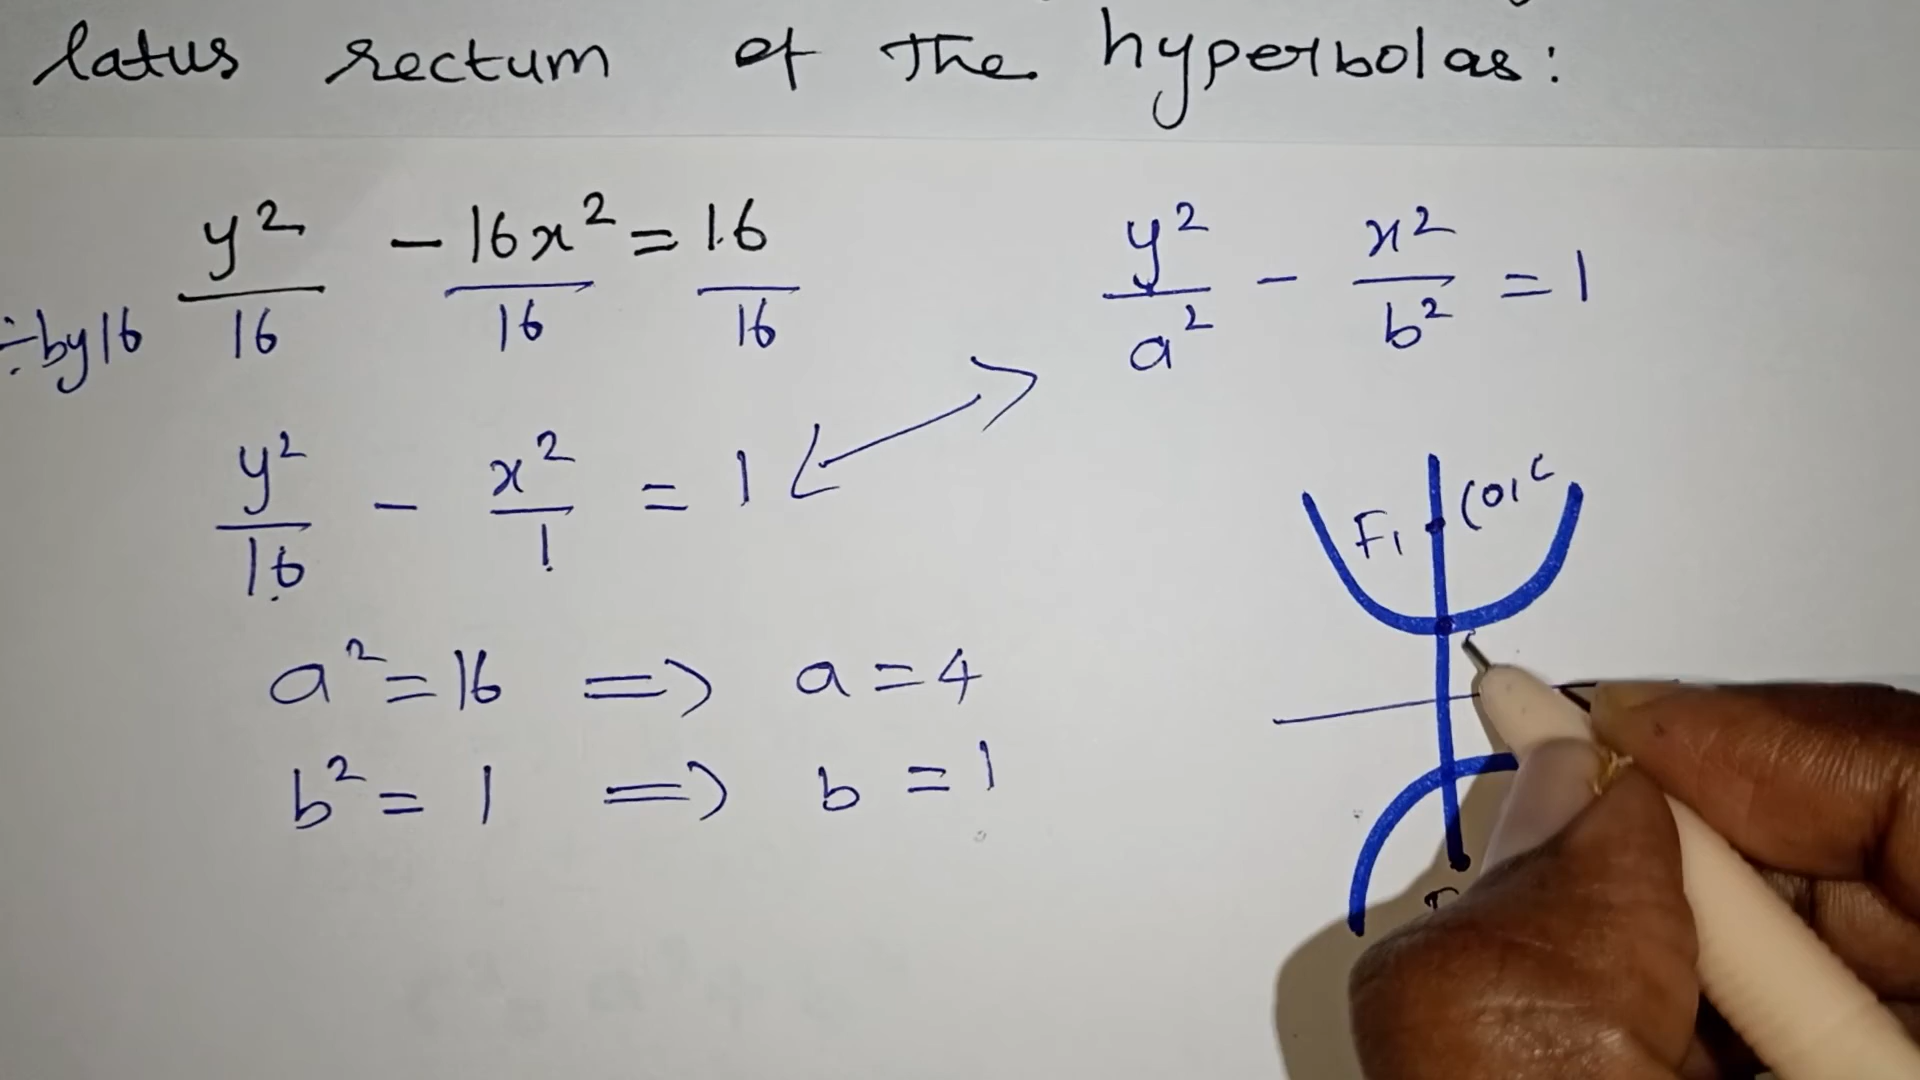 latus rectum of the hyperbolas:
y² - 16x² = 16
÷by16 16 16 16
y²/a² - x²/b² = 1
y²/16 - x²/1 = 1
F₁ (0, c
a² = 16 => a = 4
b² = 1 => b = 1